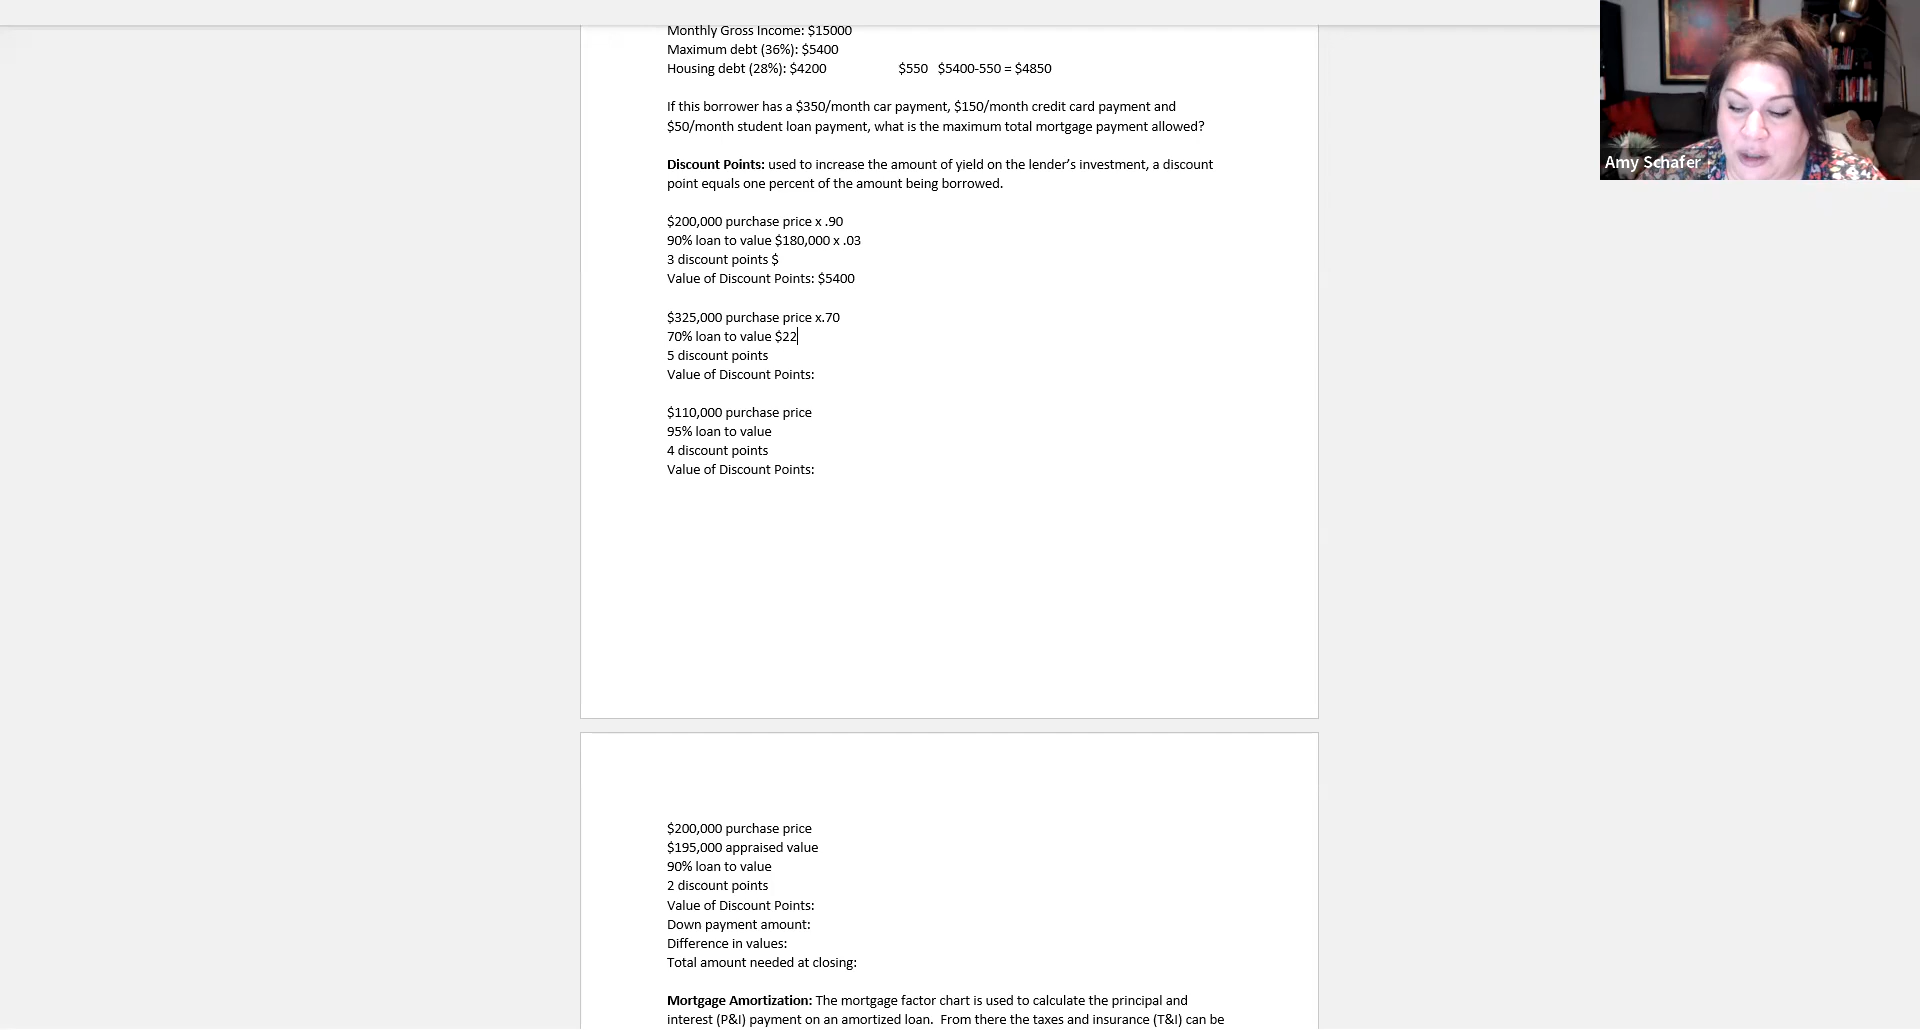 Monthly Gross Income: $15000
Maximum debt (36%): $5400
Housing debt (28%): $4200 $550 $5400-550 = $4850
If this borrower has a $350/month car payment, $150/month credit card payment and
$50/month student loan payment, what is the maximum total mortgage payment allowed?
Discount Points: used to increase the amount of yield on the lender’s investment, a discount
point equals one percent of the amount being borrowed.
$200,000 purchase price x .90
90% loan to value $180,000 x .03
3 discount points $
Value of Discount Points: $5400
$325,000 purchase price x.70
70% loan to value $22
5 discount points
Value of Discount Points:
$110,000 purchase price
95% loan to value
4 discount points
Value of Discount Points:
$200,000 purchase price
$195,000 appraised value
90% loan to value
2 discount points
Value of Discount Points:
Down payment amount:
Difference in values:
Total amount needed at closing:
Mortgage Amortization: The mortgage factor chart is used to calculate the principal and
interest (P&I) payment on an amortized loan.  From there the taxes and insurance (T&I) can be
Amy Schafer